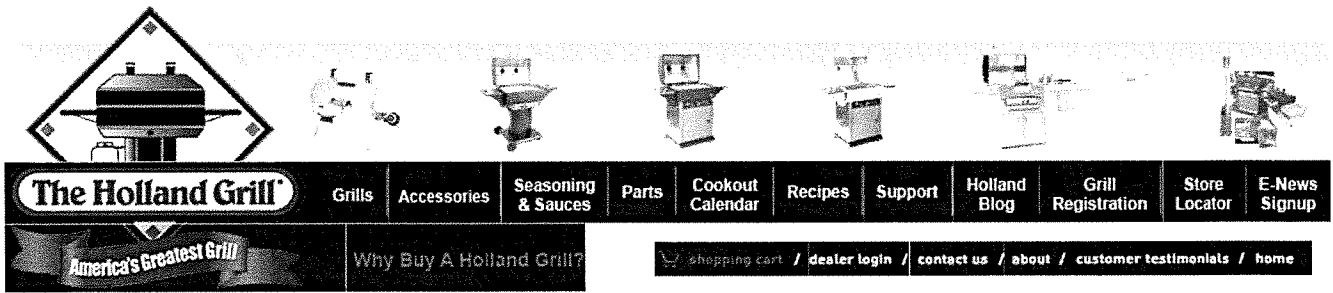 The Holland Grill
Grills
Accessories
Seasoning
& Sauces
Parts
Cookout
Calendar
Recipes
Support
Holland
Blog
Grill
Registration
Store
Locator
E-News
Signup
America's Greatest Grill
Why Buy A Holland Grill?
shopping cart / dealer login / contact us / about / customer testimonials / home